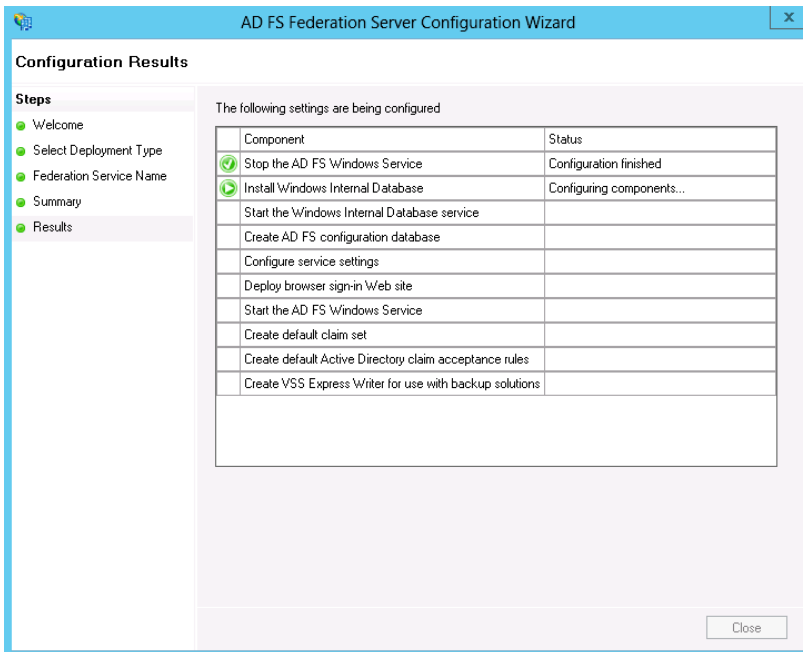 AD FS Federation Server Configuration Wizard
x
Configuration Results
Steps
Welcome
Select Deployment Type
Federation Service Name
Summary
Results
The following settings are being configured
Component Status
Stop the AD FS Windows Service Configuration finished
Install Windows Internal Database Configuring components...
Start the Windows Internal Database service
Create AD FS configuration database
Configure service settings
Deploy browser sign-in Web site
Start the AD FS Windows Service
Create default claim set
Create default Active Directory claim acceptance rules
Create VSS Express Writer for use with backup solutions
Close